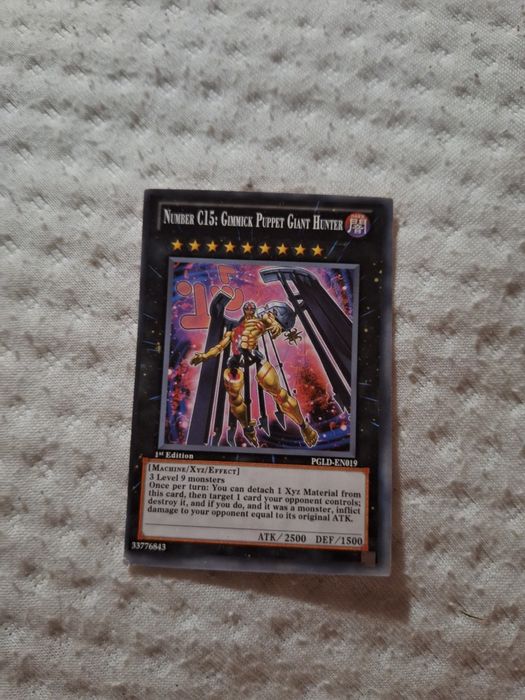 NUMBER C15: GIMMICK PUPPET GIANT HUNTER
闇
1st Edition
PGLD-EN019
[MACHINE/XYZ/EFFECT]
3 Level 9 monsters
Once per turn: You can detach 1 Xyz Material from
this card, then target 1 card your opponent controls;
destroy it, and if you do, and it was a monster, inflict
damage to your opponent equal to its original ATK.
ATK/2500 DEF/1500
33776843